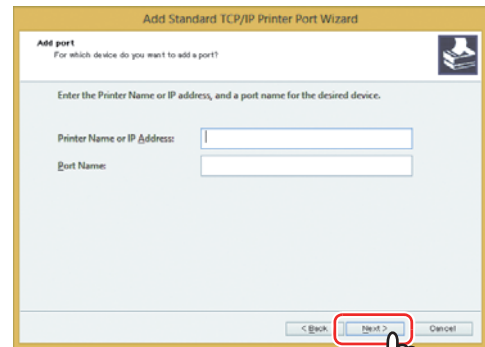 Add Standard TCP/IP Printer Port Wizard
Add port
For which device do you want to add a port?
Enter the Printer Name or IP address, and a port name for the desired device.
Printer Name or IP Address:
Port Name:
< Back
Next >
Cancel